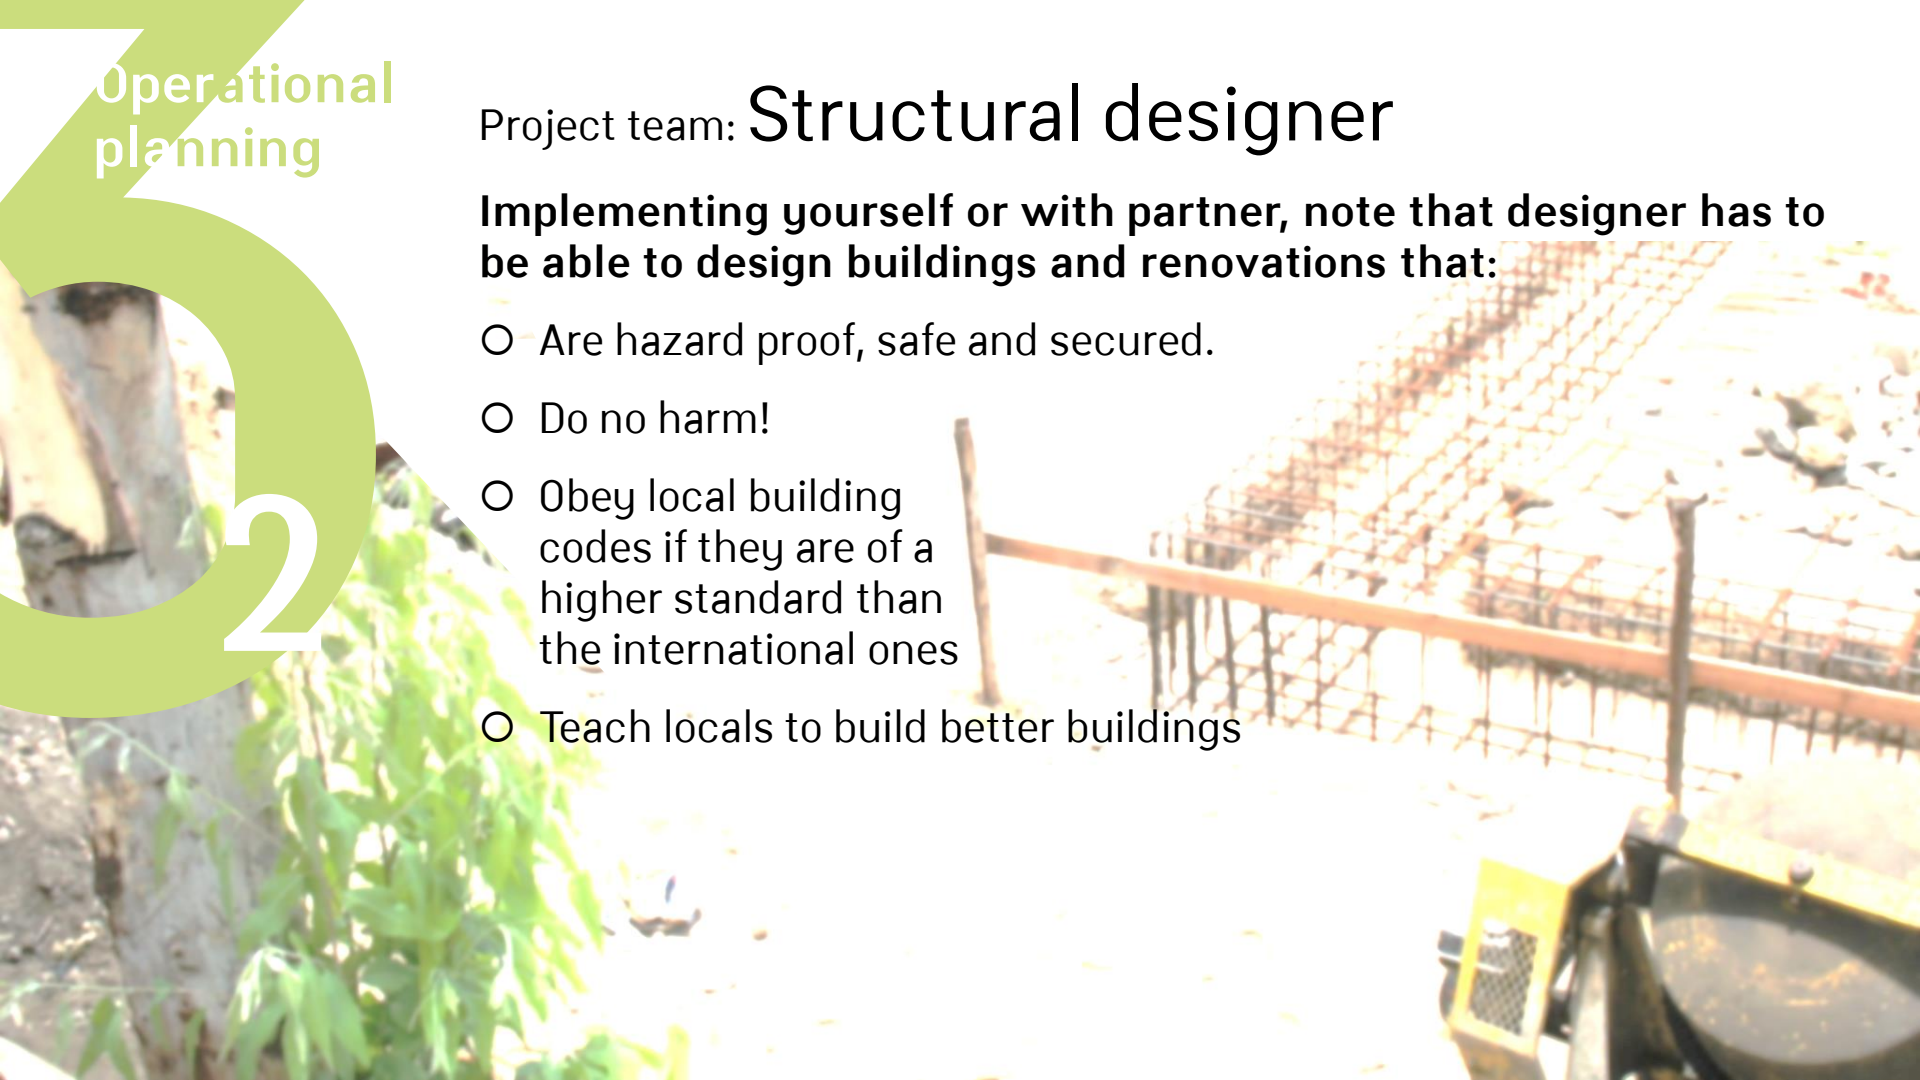 3
Operational
planning
2
Project team: Structural designer
Implementing yourself or with partner, note that designer has to
be able to design buildings and renovations that:
Are hazard proof, safe and secured.
Do no harm!
Obey local building
codes if they are of a
higher standard than
the international ones
Teach locals to build better buildings